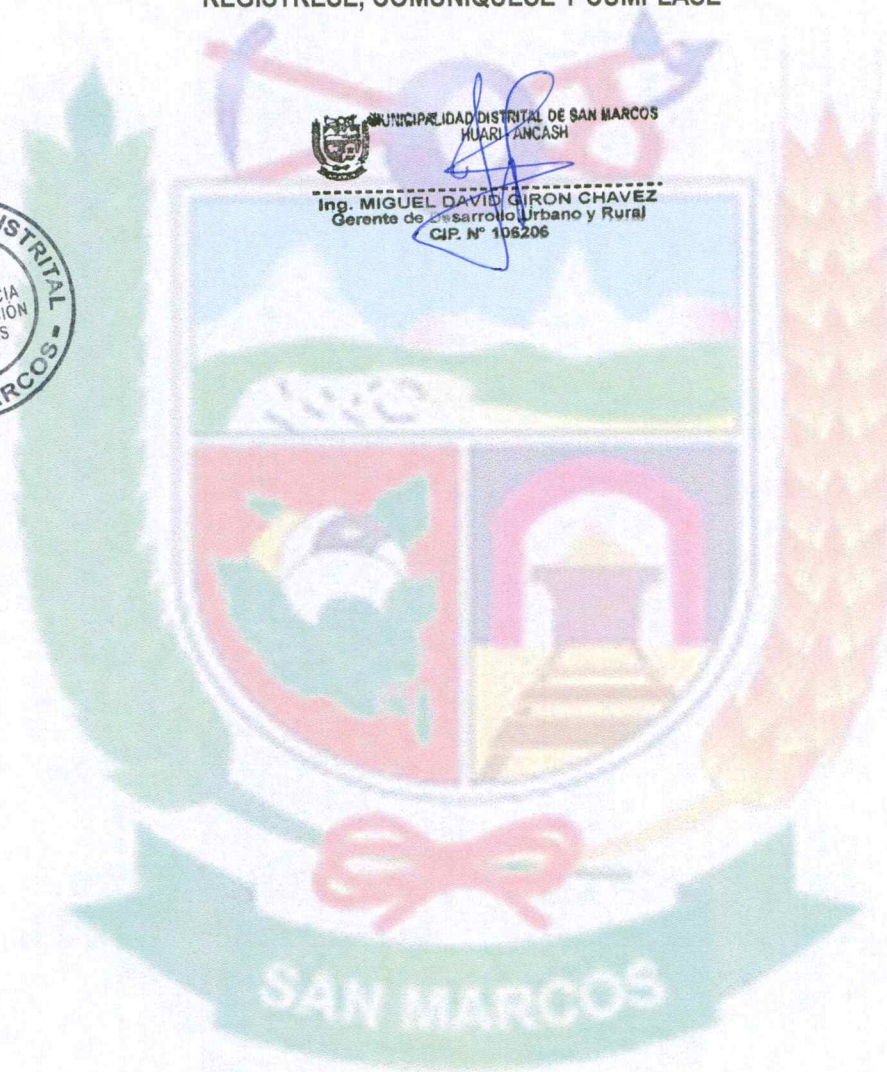 REGÍSTRESE, COMUNÍQUESE Y CÚMPLASE
MUNICIPALIDAD DISTRITAL DE SAN MARCOS
HUARI ANCASH
Ing. MIGUEL DAVID GIRON CHAVEZ
Gerente de Desarrollo Urbano y Rural
CIP. N° 106206
SAN MARCOS